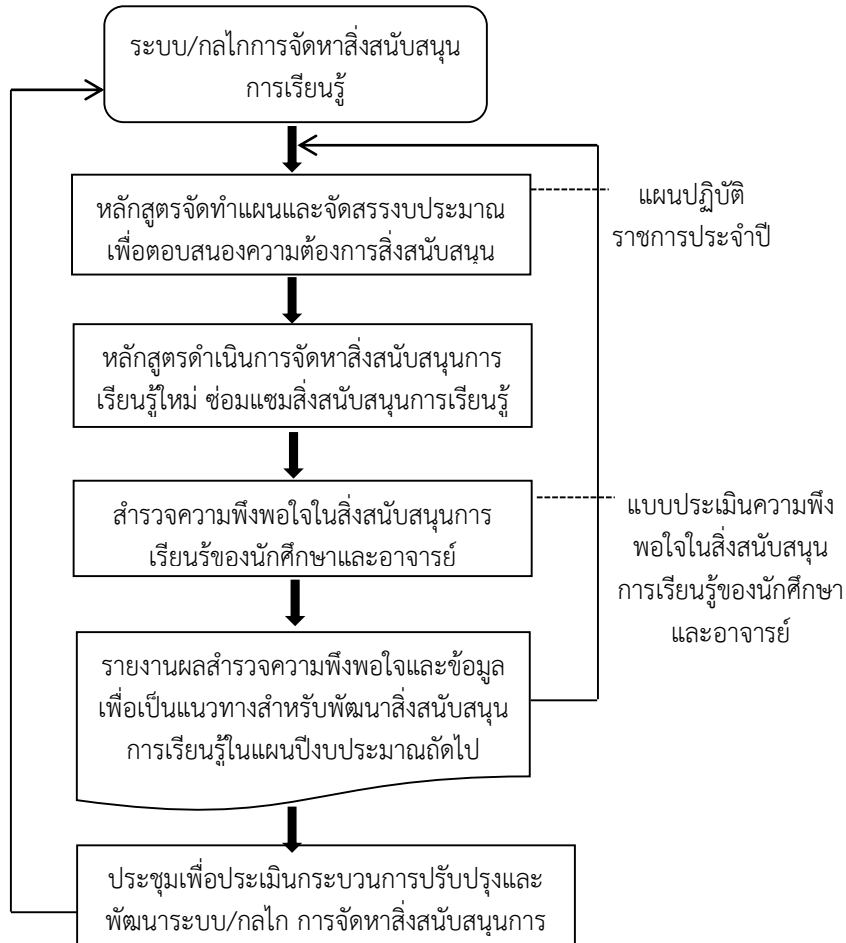 ระบบ/กลไกการจัดหาสิ่งสนับสนุน
การเรียนรู้
หลักสูตรจัดทำแผนและจัดสรรงบประมาณ
เพื่อตอบสนองความต้องการสิ่งสนับสนุน
แผนปฏิบัติ
ราชการประจำปี
หลักสูตรดำเนินการจัดหาสิ่งสนับสนุนการ
เรียนรู้ใหม่ ซ่อมแซมสิ่งสนับสนุนการเรียนรู้
สำรวจความพึงพอใจในสิ่งสนับสนุนการ
เรียนรู้ของนักศึกษาและอาจารย์
แบบประเมินความพึง
พอใจในสิ่งสนับสนุน
การเรียนรู้ของนักศึกษา
และอาจารย์
รายงานผลสำรวจความพึงพอใจและข้อมูล
เพื่อเป็นแนวทางสำหรับพัฒนาสิ่งสนับสนุน
การเรียนรู้ในแผนปีงบประมาณถัดไป
ประชุมเพื่อประเมินกระบวนการปรับปรุงและ
พัฒนาระบบ/กลไก การจัดหาสิ่งสนับสนุนการ